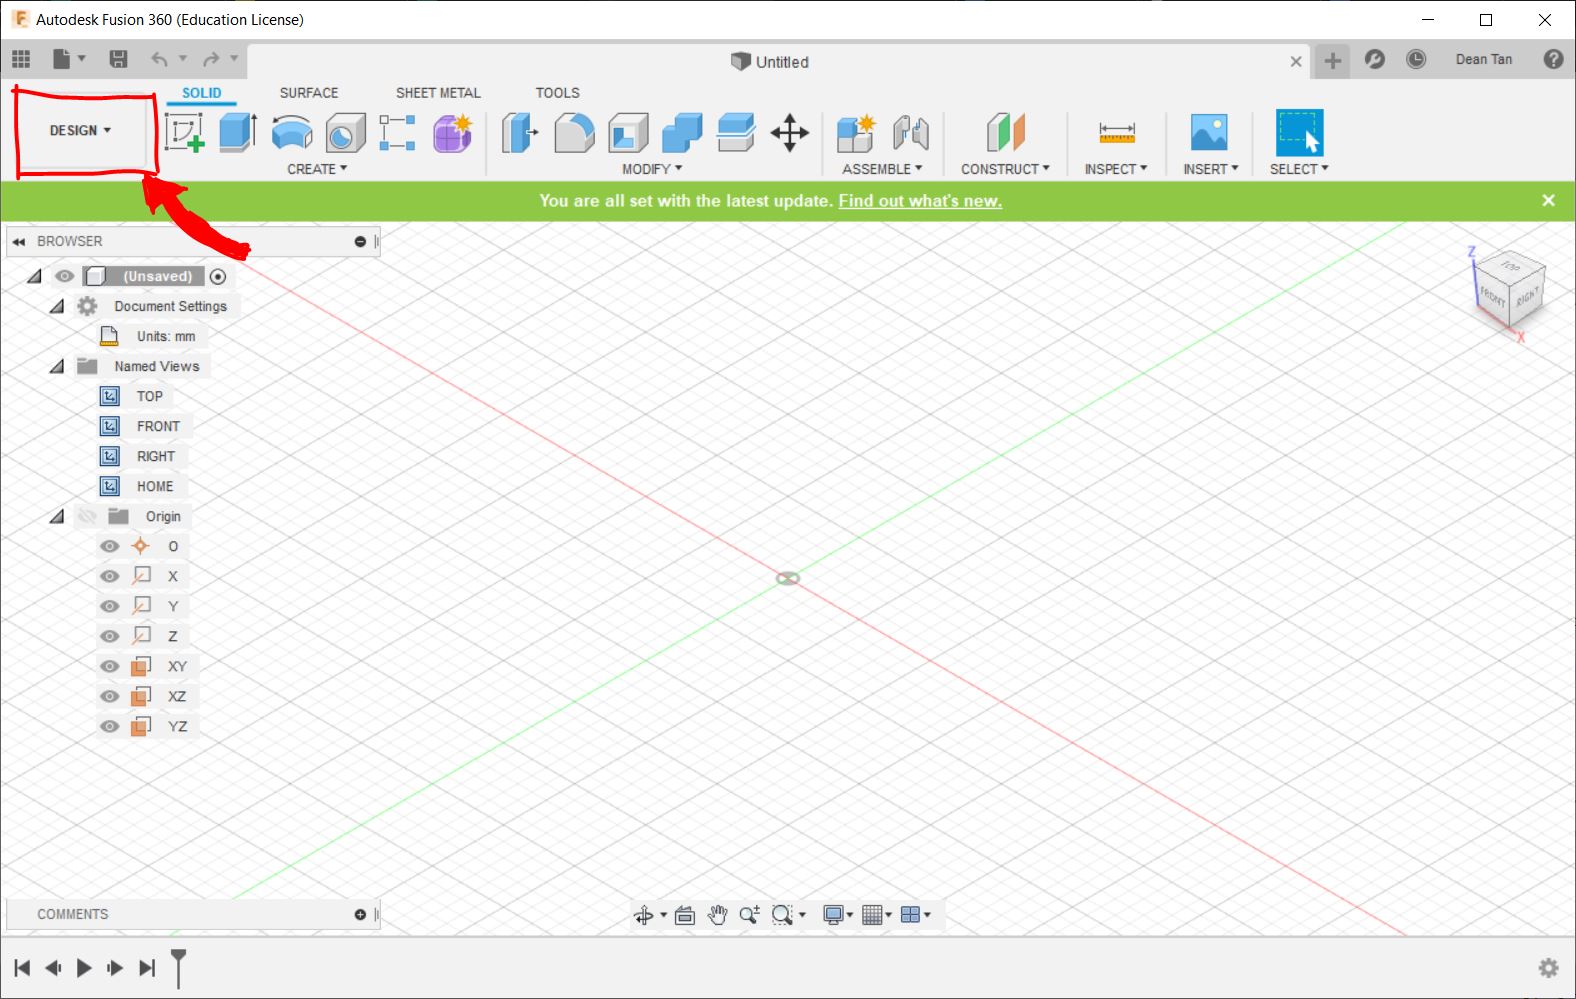 Autodesk Fusion 360 (Education License)
Untitled
Dean Tan
SOLID SURFACE SHEET METAL TOOLS
DESIGN
CREATE MODIFY ASSEMBLE CONSTRUCT INSPECT INSERT SELECT
You are all set with the latest update. Find out what's new.
BROWSER
(Unsaved)
Document Settings
Units: mm
Named Views
TOP
FRONT
RIGHT
HOME
Origin
O
X
Y
Z
XY
XZ
YZ
Z
TOP
FRONT
RIGHT
X
COMMENTS